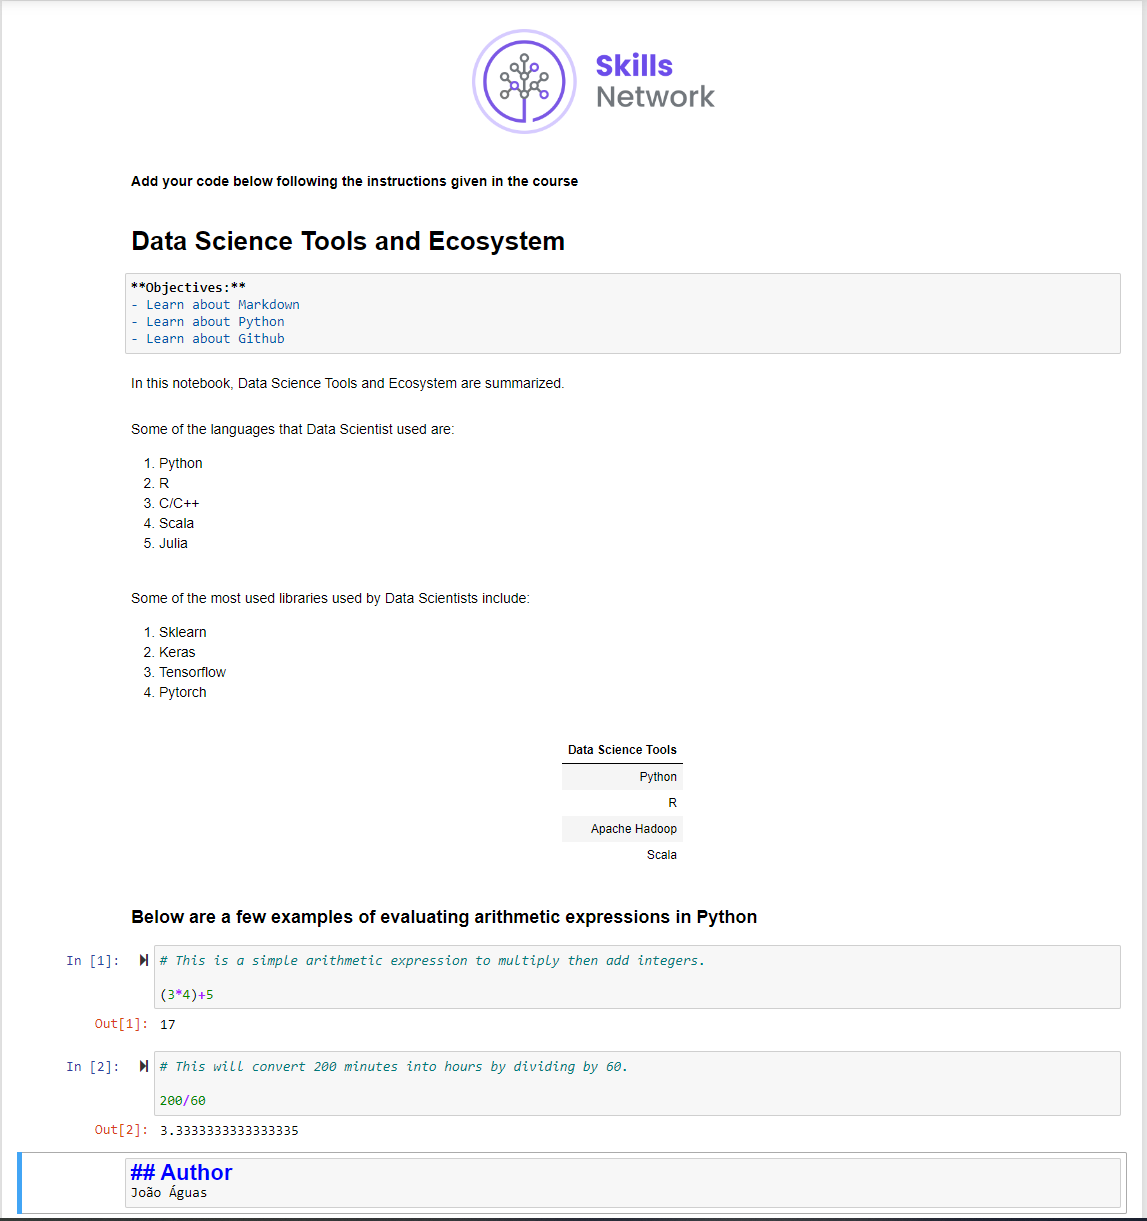 Skills
Network
Add your code below following the instructions given in the course
Data Science Tools and Ecosystem
**Objectives:**
- Learn about Markdown
- Learn about Python
- Learn about Github
In this notebook, Data Science Tools and Ecosystem are summarized.
Some of the languages that Data Scientist used are:
1. Python
2. R
3. C/C++
4. Scala
5. Julia
Some of the most used libraries used by Data Scientists include:
1. Sklearn
2. Keras
3. Tensorflow
4. Pytorch
Data Science Tools
Python
R
Apache Hadoop
Scala
Below are a few examples of evaluating arithmetic expressions in Python
In [1]: # This is a simple arithmetic expression to multiply then add integers.
(3*4)+5
Out[1]: 17
In [2]: # This will convert 200 minutes into hours by dividing by 60.
200/60
Out[2]: 3.3333333333333335
## Author
João Águas